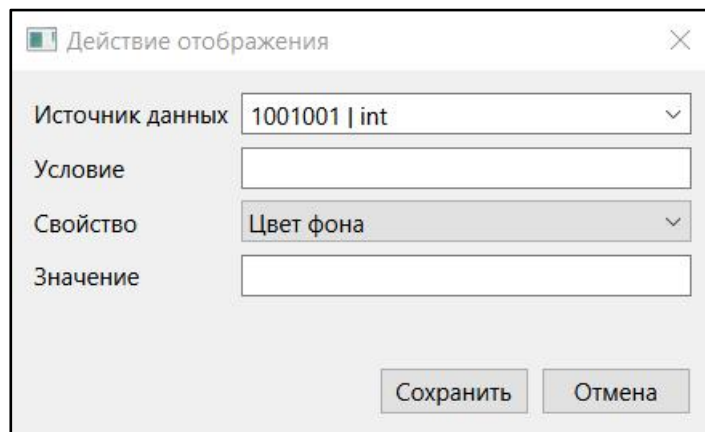 Действие отображения
Источник данных 1001001 | int
Условие
Свойство Цвет фона
Значение
Сохранить Отмена